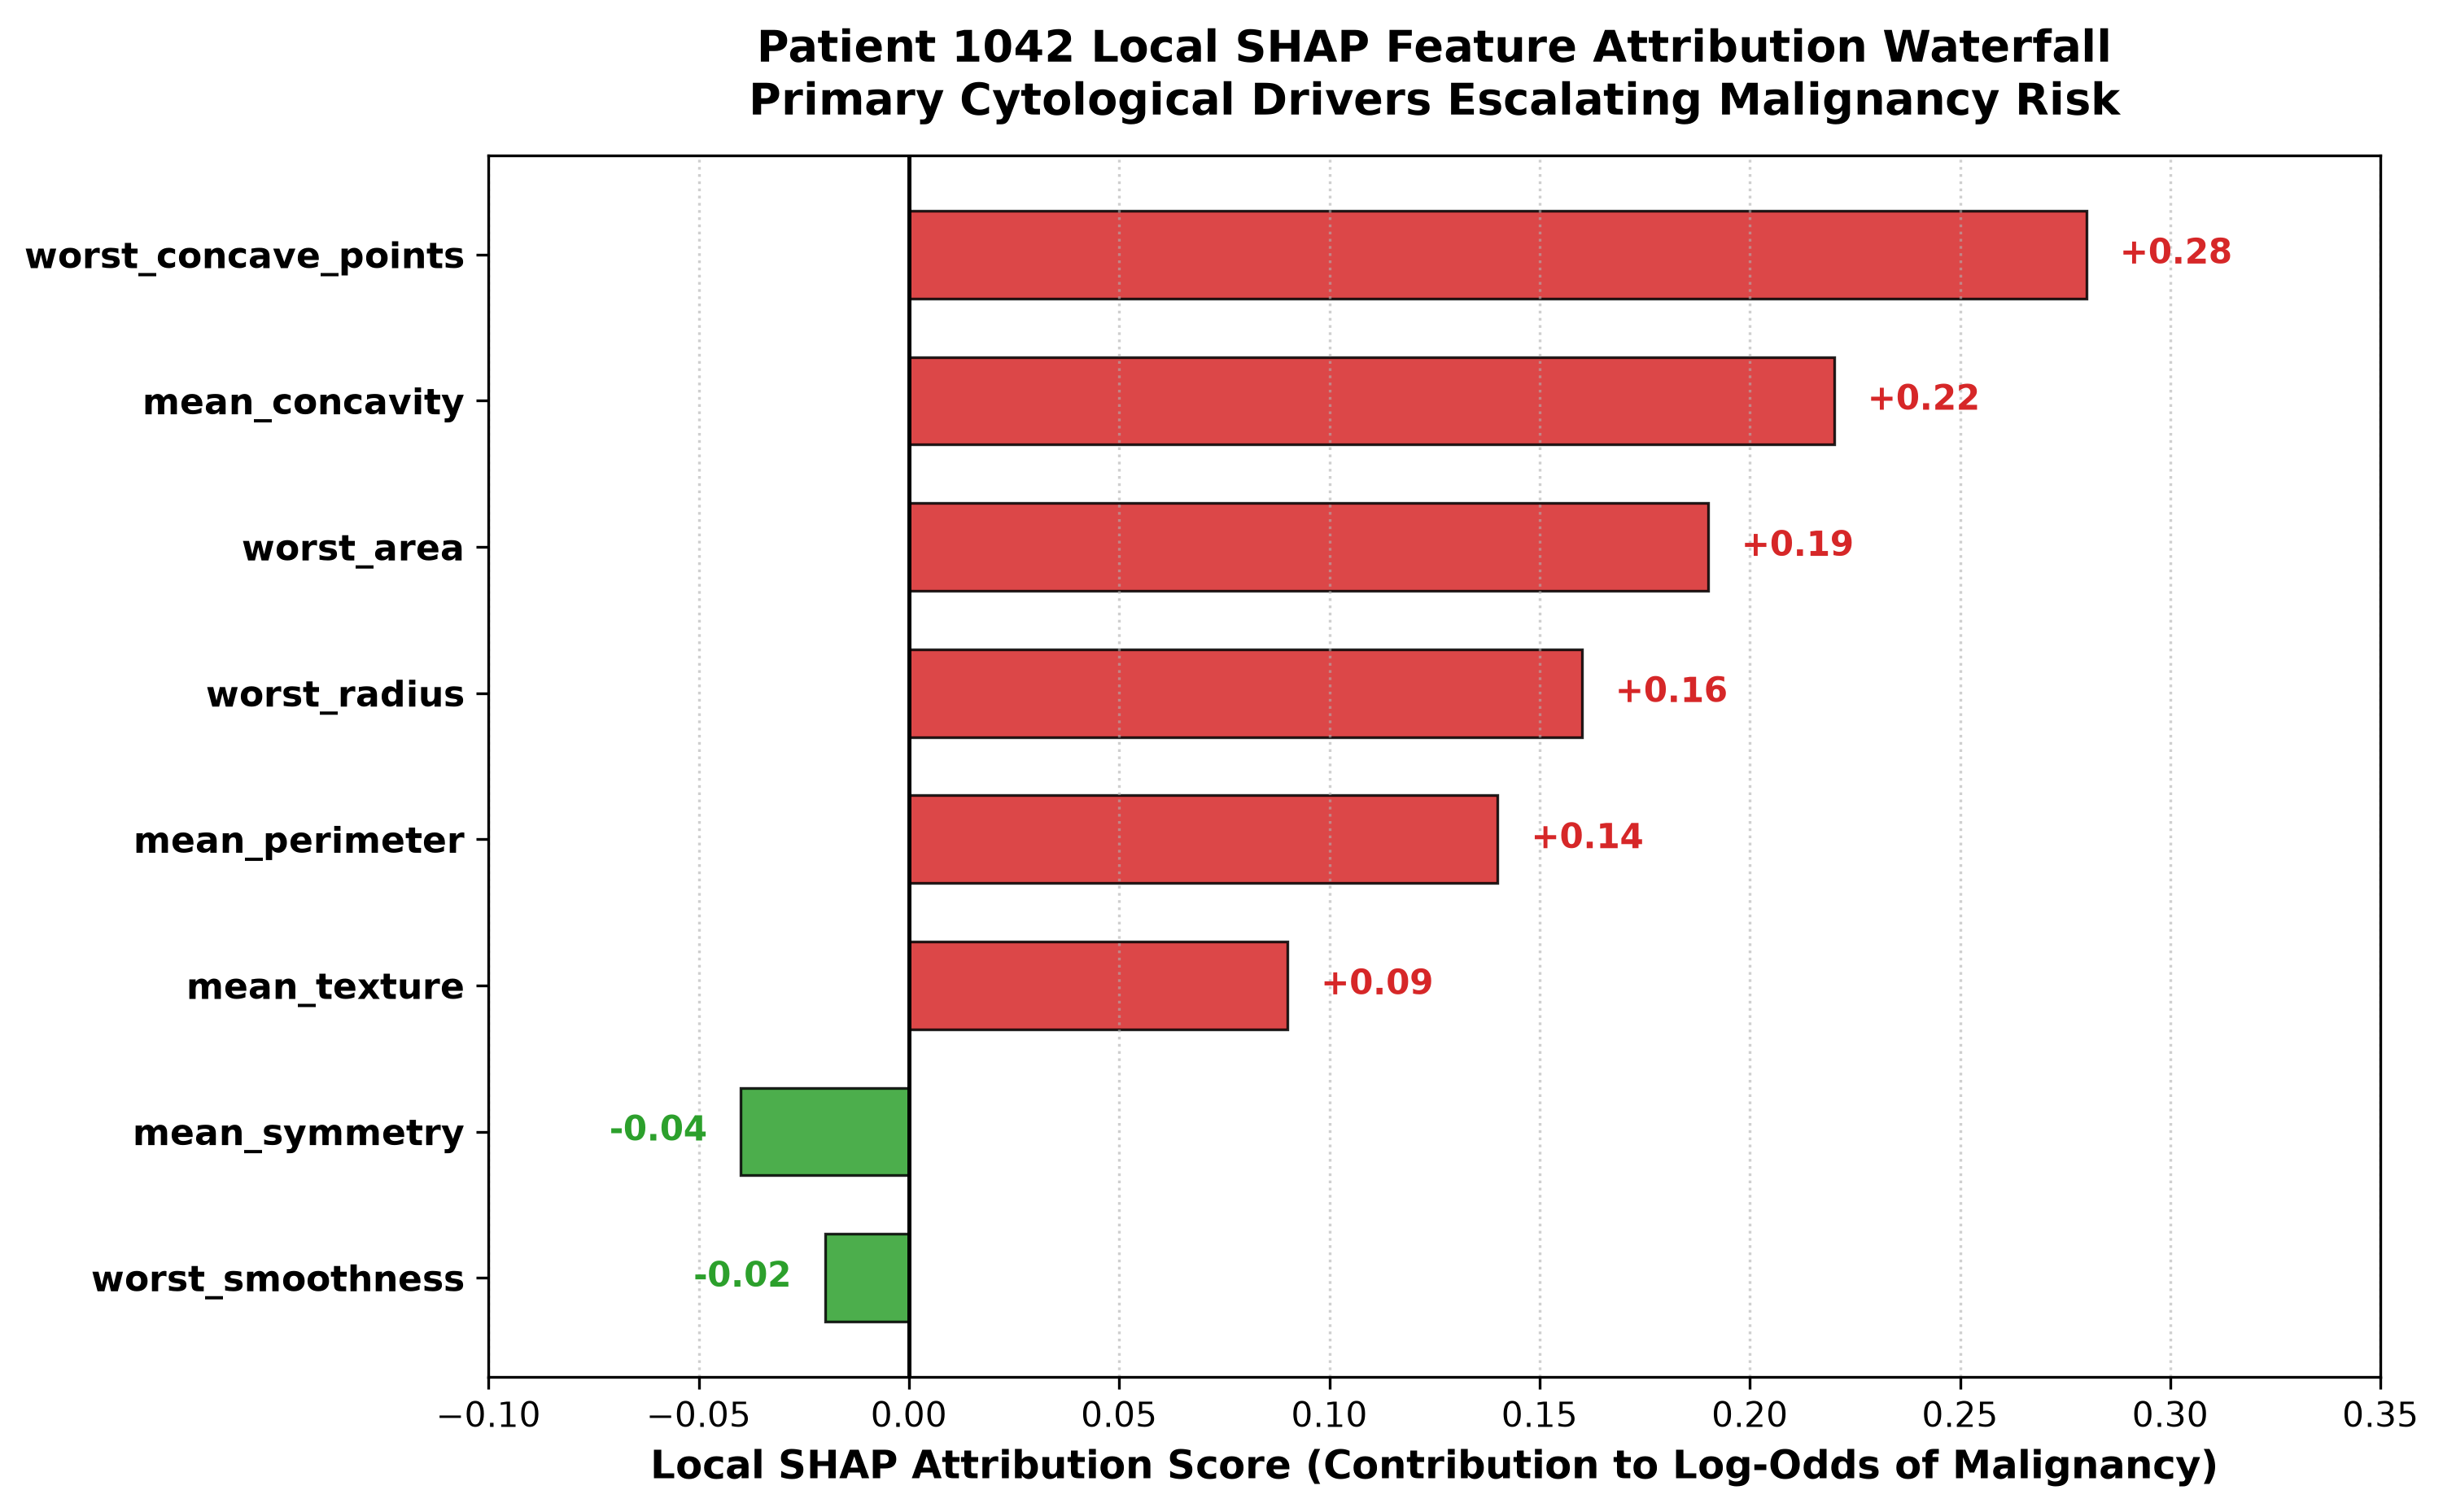 Patient 1042 Local SHAP Feature Attribution Waterfall
Primary Cytological Drivers Escalating Malignancy Risk
worst_concave_points
+0.28
mean_concavity
+0.22
worst_area
+0.19
worst_radius
+0.16
mean_perimeter
+0.14
mean_texture
+0.09
mean_symmetry
-0.04
worst_smoothness
-0.02
−0.10 −0.05 0.00 0.05 0.10 0.15 0.20 0.25 0.30 0.35
Local SHAP Attribution Score (Contribution to Log-Odds of Malignancy)